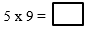 5 x 9 =